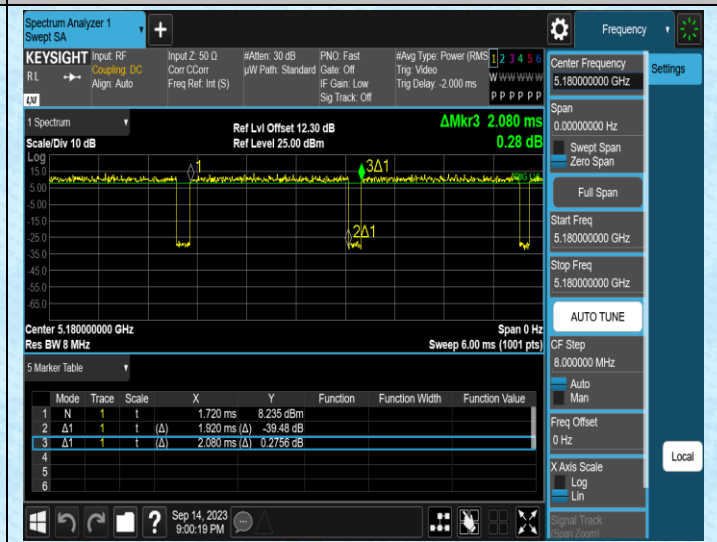 Spectrum Analyzer 1
Swept SA
+
Frequency
KEYSIGHT
RL
LXI
Input: RF
Coupling: DC
Align: Auto
Input Z: 50 Ω
Corr CCorr
Freq Ref: Int (S)
#Atten: 30 dB
µW Path: Standard
PNO: Fast
Gate: Off
IF Gain: Low
Sig Track: Off
#Avg Type: Power (RMS
Trig: Video
Trig Delay: -2.000 ms
1 2 3 4 5 6
W W W W W W
P P P P P P
1 Spectrum
Scale/Div 10 dB
Log
Ref Lvl Offset 12.30 dB
Ref Level 25.00 dBm
ΔMkr3 2.080 ms
0.28 dB
15.0
5.00
-5.00
-15.0
-25.0
-35.0
-45.0
-55.0
-65.0
1
3Δ1
2Δ1
Center 5.180000000 GHz
Res BW 8 MHz
Span 0 Hz
Sweep 6.00 ms (1001 pts)
5 Marker Table
Mode Trace Scale X Y Function Function Width Function Value
1 N 1 t 1.720 ms 8.235 dBm
2 Δ1 1 t (Δ) 1.920 ms (Δ) -39.48 dB
3 Δ1 1 t (Δ) 2.080 ms (Δ) 0.2756 dB
4
5
6
?
Sep 14, 2023
9:00:19 PM
Center Frequency
5.180000000 GHz
Settings
Span
0.00000000 Hz
Swept Span
Zero Span
Full Span
Start Freq
5.180000000 GHz
Stop Freq
5.180000000 GHz
AUTO TUNE
CF Step
8.000000 MHz
Auto
Man
Freq Offset
0 Hz
Local
X Axis Scale
Log
Lin
Signal Track
(Span Zoom)